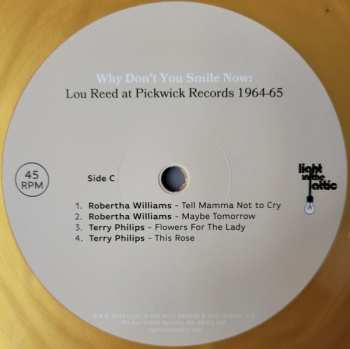 Why Don't You Smile Now:
Lou Reed at Pickwick Records 1964-65
45
RPM
Side C
light
in the
attic
1. Robertha Williams - Tell Mamma Not to Cry
2. Robertha Williams - Maybe Tomorrow
3. Terry Philips - Flowers For The Lady
4. Terry Philips - This Rose